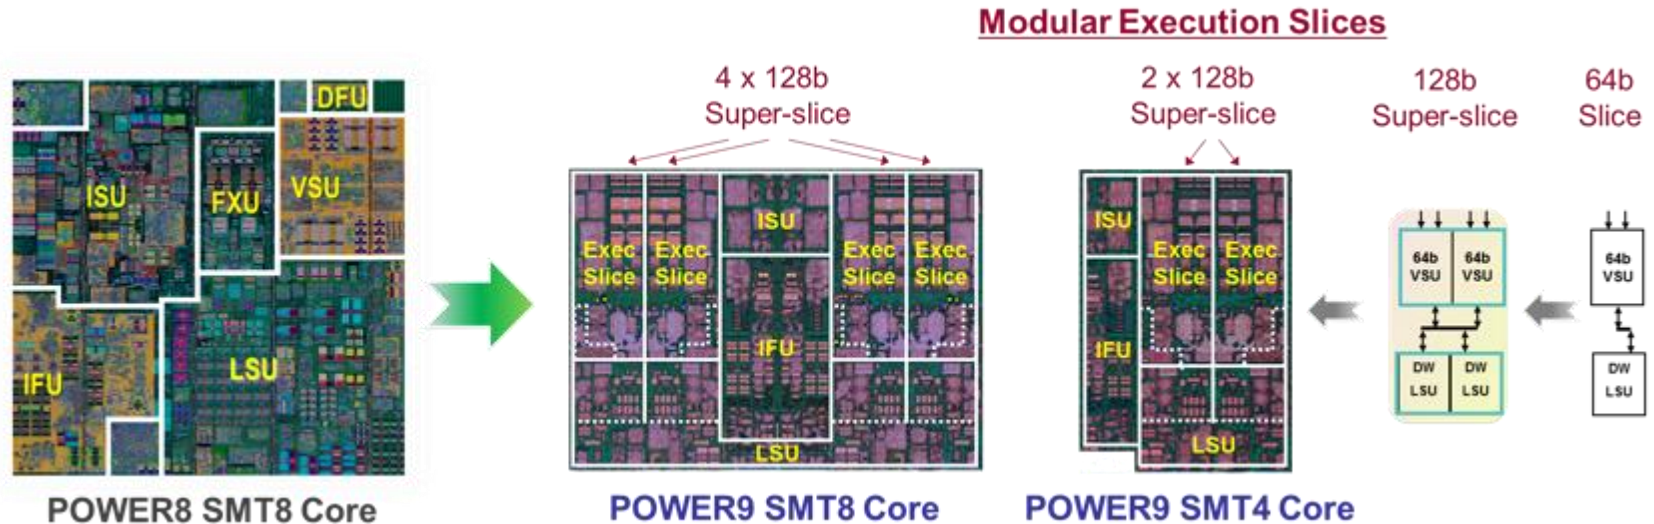 Modular Execution Slices
4 x 128b
Super-slice
2 x 128b
Super-slice
128b
Super-slice
64b
Slice
DFU
ISU
FXU
VSU
IFU
LSU
POWER8 SMT8 Core
Exec
Slice
Exec
Slice
ISU
Exec
Slice
Exec
Slice
IFU
LSU
POWER9 SMT8 Core
ISU
Exec
Slice
Exec
Slice
IFU
LSU
POWER9 SMT4 Core
64b
VSU
64b
VSU
DW
LSU
DW
LSU
64b
VSU
DW
LSU